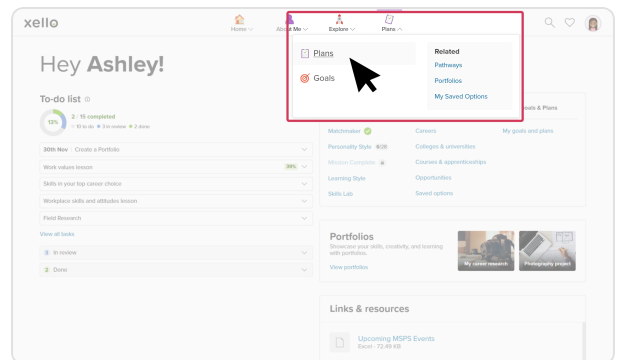 xello
Home
About Me
Explore
Plans
Plans
Goals
Related
Pathways
Portfolios
My Saved Options
Hey Ashley!
To-do list
13%
2 / 15 completed
10 to do 3 in review 2 done
30th Nov Create a Portfolio
Work values lesson
39%
Skills in your top career choice
Workplace skills and attitudes lesson
Field Research
View all tasks
3 In review
2 Done
Goals & Plans
Matchmaker
Careers
My goals and plans
Personality Style
Colleges & universities
Mission Complete
Courses & apprenticeships
Learning Style
Opportunities
Skills Lab
Saved options
Portfolios
Showcase your skills, creativity, and learning
with portfolios.
View portfolios
My career research
Photography project
Links & resources
Upcoming MSPS Events
Excel - 72.49 KB